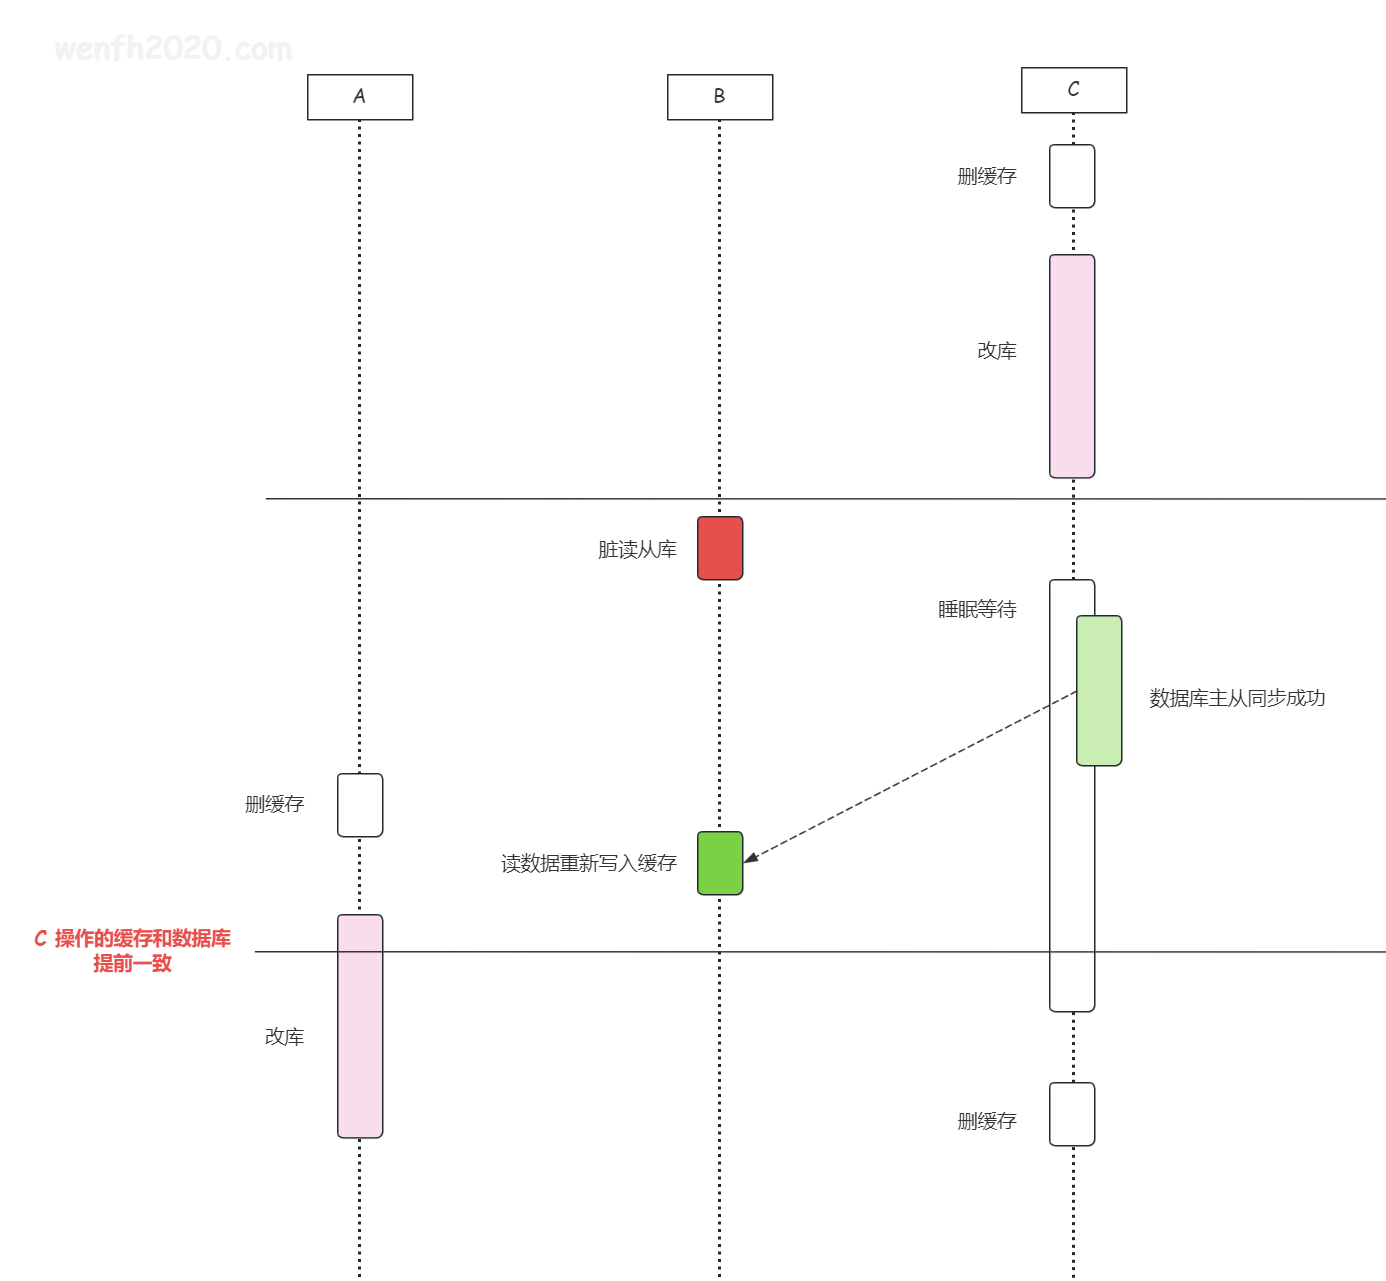 wenfh2020.com
A
B
C
删缓存
改库
脏读从库
睡眠等待
数据库主从同步成功
删缓存
读数据重新写入缓存
C 操作的缓存和数据库
提前一致
改库
删缓存